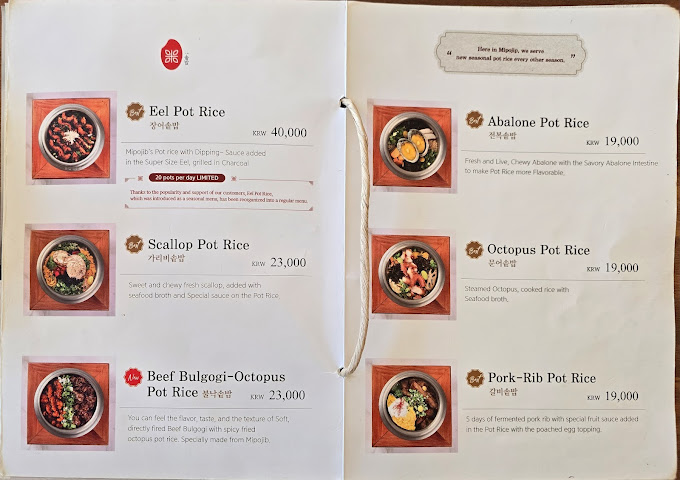 Best
Eel Pot Rice
장어솥밥
KRW 40,000
Mipojib's Pot rice with Dipping- Sauce added
in the Super Size Eel, grilled in Charcoal
20 pots per day LIMITED
Thanks to the popularity and support of our customers, Eel Pot Rice,
which was introduced as a seasonal menu, has been reorganized into a regular menu.
Best
Scallop Pot Rice
가리비솥밥
KRW 23,000
Sweet and chewy fresh scallop, added with
seafood broth and Special sauce on the Pot Rice
New
Beef Bulgogi-Octopus
Pot Rice 불낙솥밥
KRW 23,000
You can feel the flavor, taste, and the texture of Soft,
directly fired Beef Bulgogi with spicy fried
octopus pot rice. Specially made from Mipojib.
“ Here in Mipojip, we serve
new seasonal pot rice every other season. ”
Best
Abalone Pot Rice
전복솥밥
KRW 19,000
Fresh and Live, Chewy Abalone with the Savory Abalone Intestine
to make Pot Rice more Flavorable.
Best
Octopus Pot Rice
문어솥밥
KRW 19,000
Steamed Octopus, cooked rice with
Seafood broth.
Best
Pork-Rib Pot Rice
갈비솥밥
KRW 19,000
5 days of fermented pork rib with special fruit sauce added
in the Pot Rice with the poached egg topping.